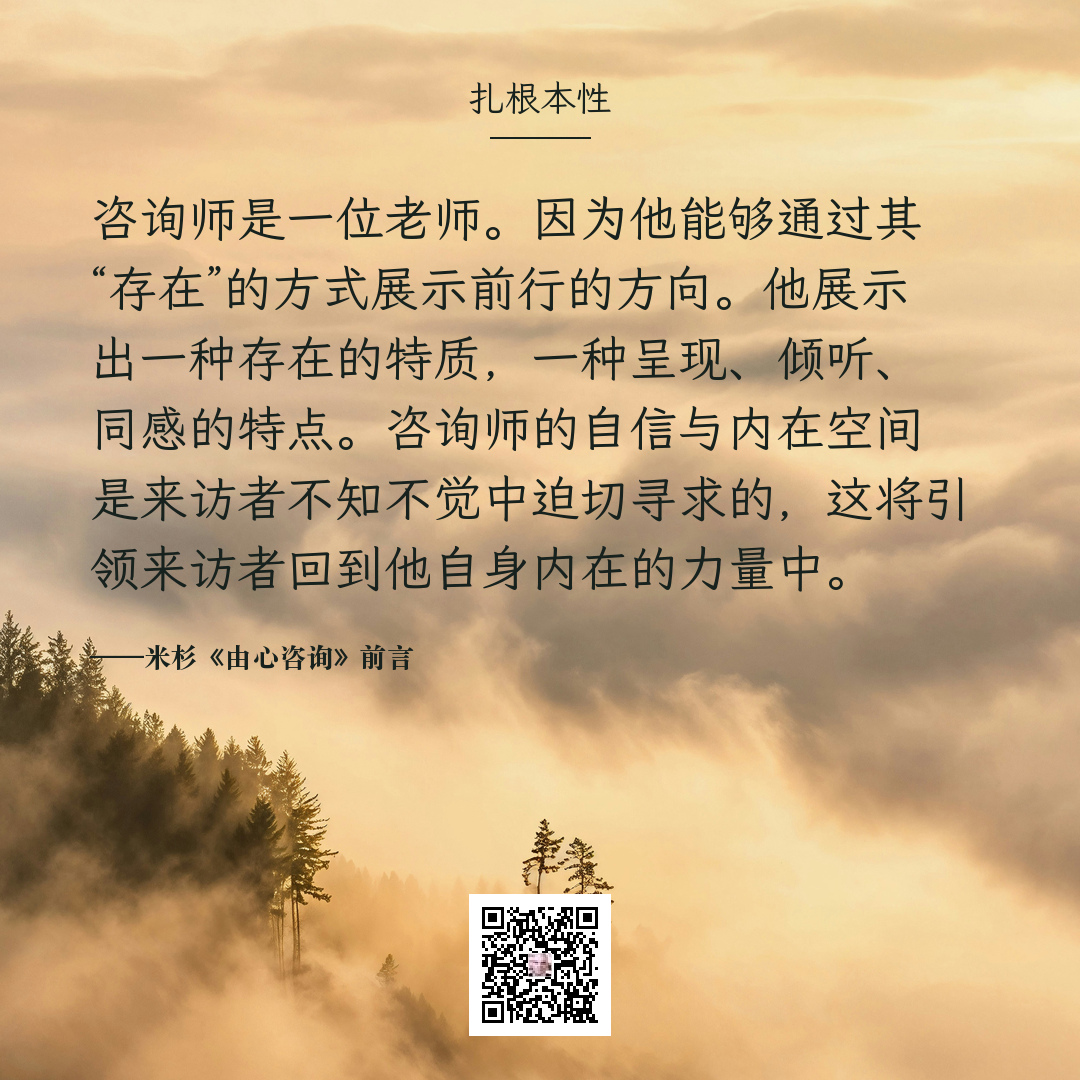 扎根本性
咨询师是一位老师。因为他能够通过其
“存在”的方式展示前行的方向。他展示
出一种存在的特质，一种呈现、倾听、
同感的特点。咨询师的自信与内在空间
是来访者不知不觉中迫切寻求的，这将引
领来访者回到他自身内在的力量中。
——米杉《由心咨询》前言